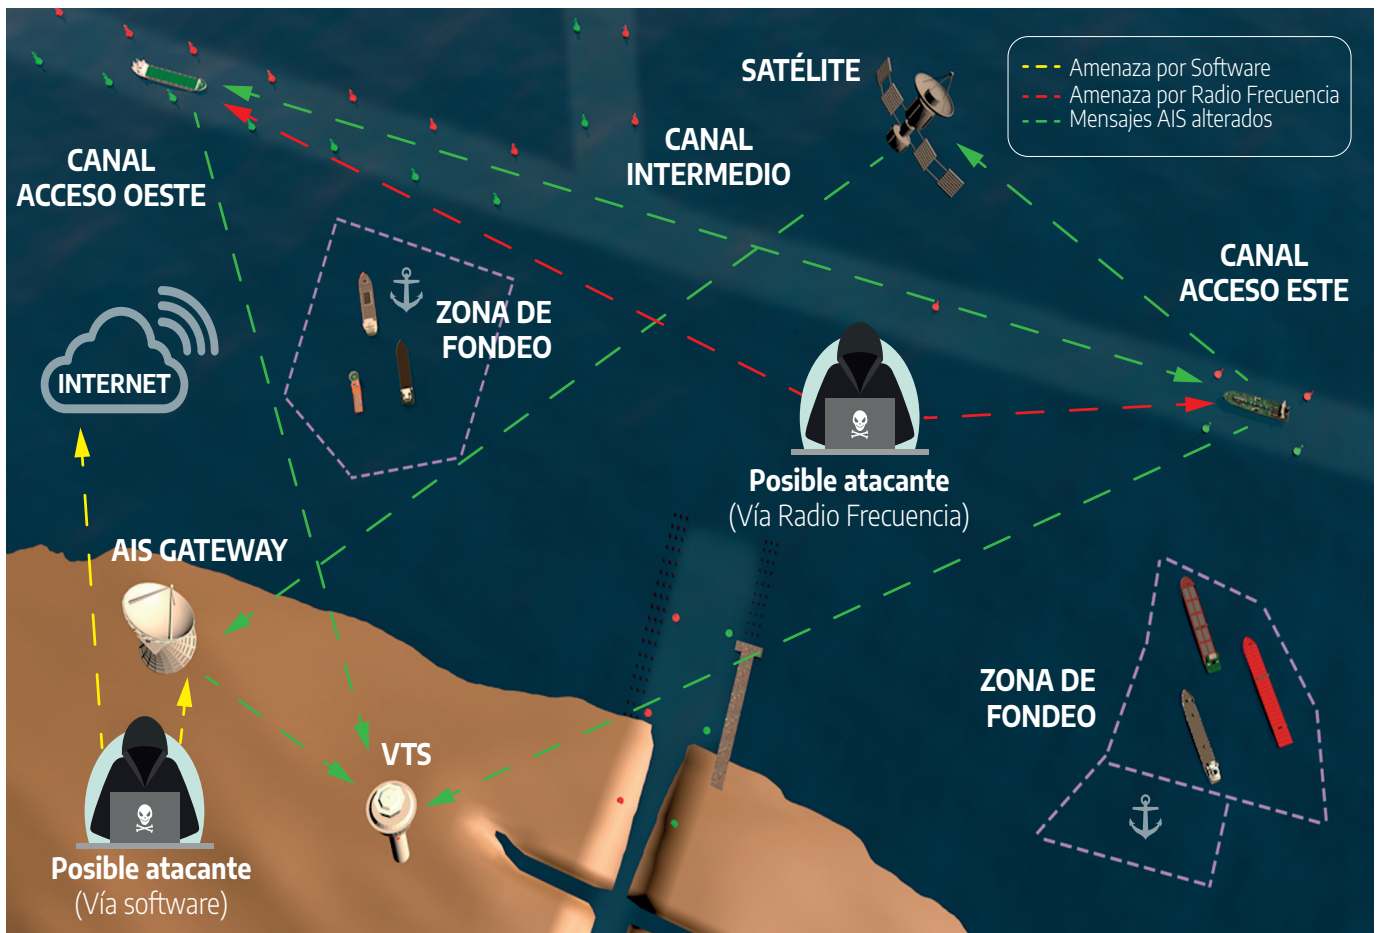 SATÉLITE
Amenaza por Software
Amenaza por Radio Frecuencia
Mensajes AIS alterados
CANAL
ACCESO OESTE
CANAL
INTERMEDIO
CANAL
ACCESO ESTE
ZONA DE
FONDEO
INTERNET
Posible atacante
(Vía Radio Frecuencia)
AIS GATEWAY
ZONA DE
FONDEO
VTS
Posible atacante
(Vía software)